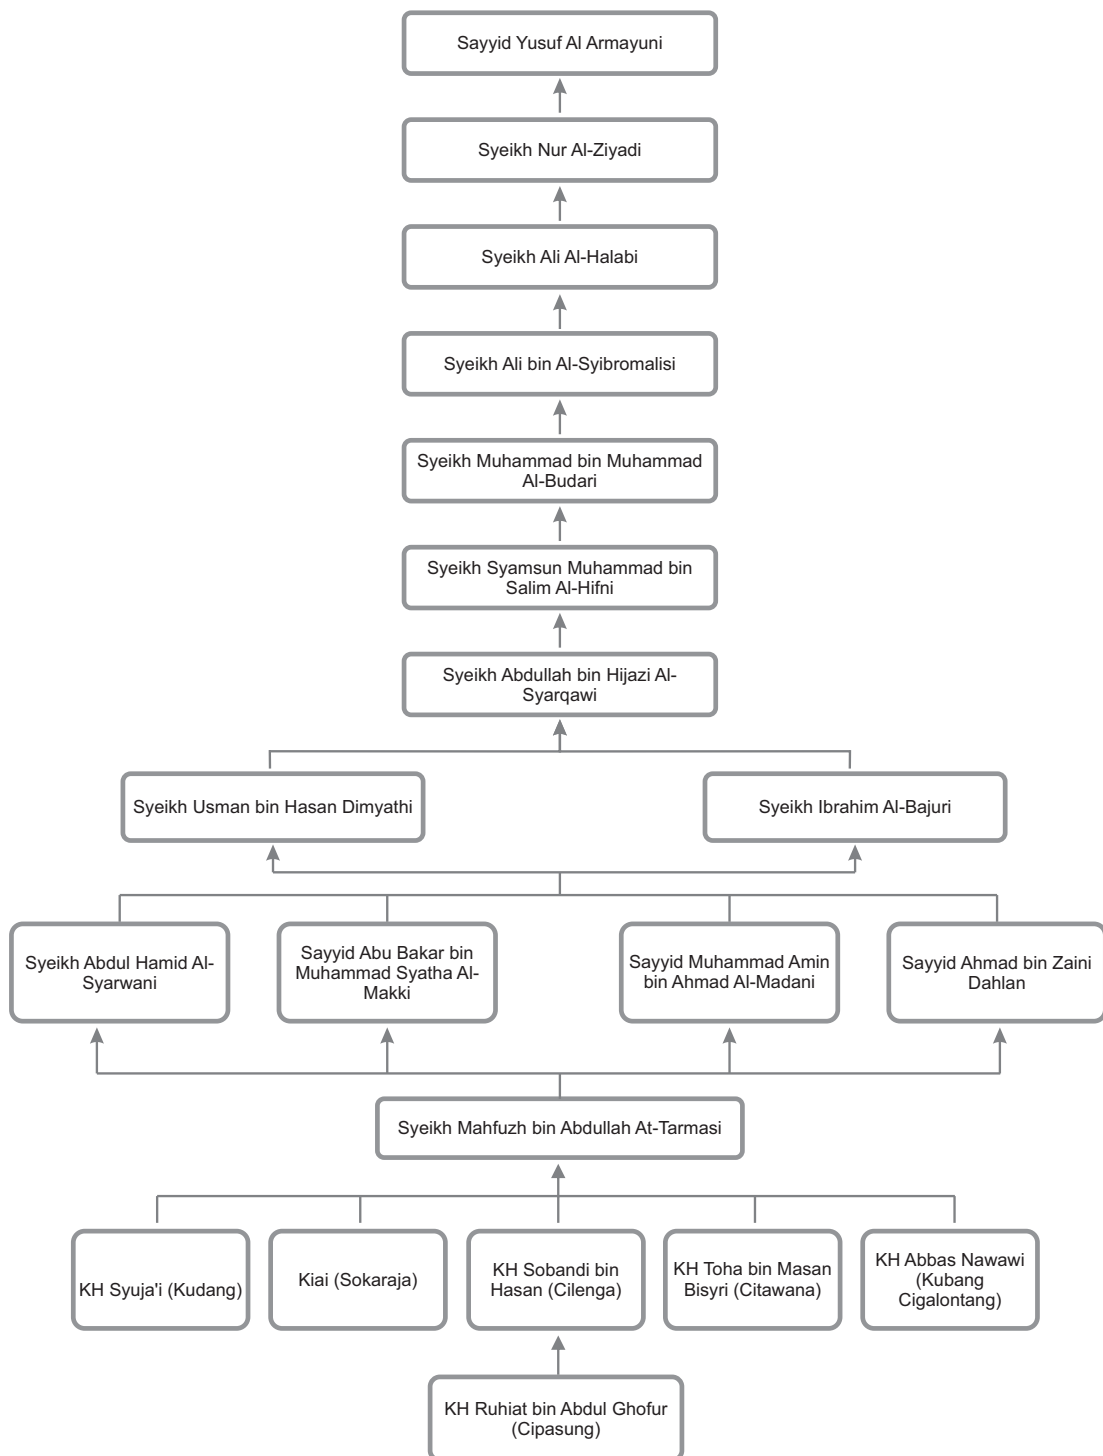 Sayyid Yusuf Al Armayuni
Syeikh Nur Al-Ziyadi
Syeikh Ali Al-Halabi
Syeikh Ali bin Al-Syibromalisi
Syeikh Muhammad bin Muhammad
Al-Budari
Syeikh Syamsun Muhammad bin
Salim Al-Hifni
Syeikh Abdullah bin Hijazi Al-
Syarqawi
Syeikh Usman bin Hasan Dimyathi
Syeikh Ibrahim Al-Bajuri
Syeikh Abdul Hamid Al-
Syarwani
Sayyid Abu Bakar bin
Muhammad Syatha Al-
Makki
Sayyid Muhammad Amin
bin Ahmad Al-Madani
Sayyid Ahmad bin Zaini
Dahlan
Syeikh Mahfuzh bin Abdullah At-Tarmasi
KH Syuja'i (Kudang)
Kiai (Sokaraja)
KH Sobandi bin
Hasan (Cilenga)
KH Toha bin Masan
Bisyri (Citawana)
KH Abbas Nawawi
(Kubang
Cigalontang)
KH Ruhiat bin Abdul Ghofur
(Cipasung)